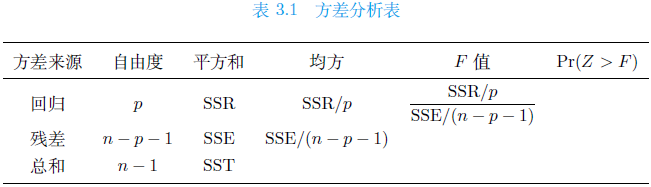 表 3.1 方差分析表
方差来源 自由度 平方和 均方 F 值 Pr(Z > F)
回归 p SSR SSR/p SSR/p
SSE/(n − p − 1)
残差 n − p − 1 SSE SSE/(n − p − 1)
总和 n − 1 SST